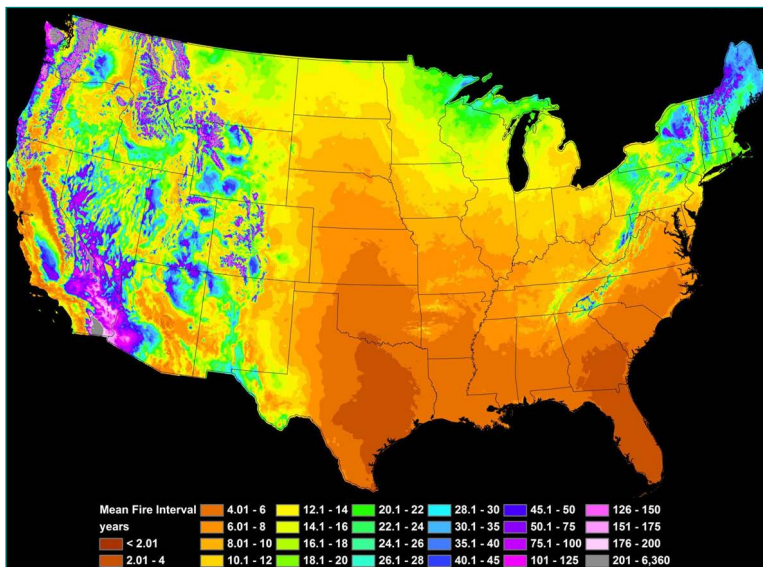 Mean Fire Interval
years
< 2.01
2.01 - 4
4.01 - 6
6.01 - 8
8.01 - 10
10.1 - 12
12.1 - 14
14.1 - 16
16.1 - 18
18.1 - 20
20.1 - 22
22.1 - 24
24.1 - 26
26.1 - 28
28.1 - 30
30.1 - 35
35.1 - 40
40.1 - 45
45.1 - 50
50.1 - 75
75.1 - 100
101 - 125
126 - 150
151 - 175
176 - 200
201 - 6,360